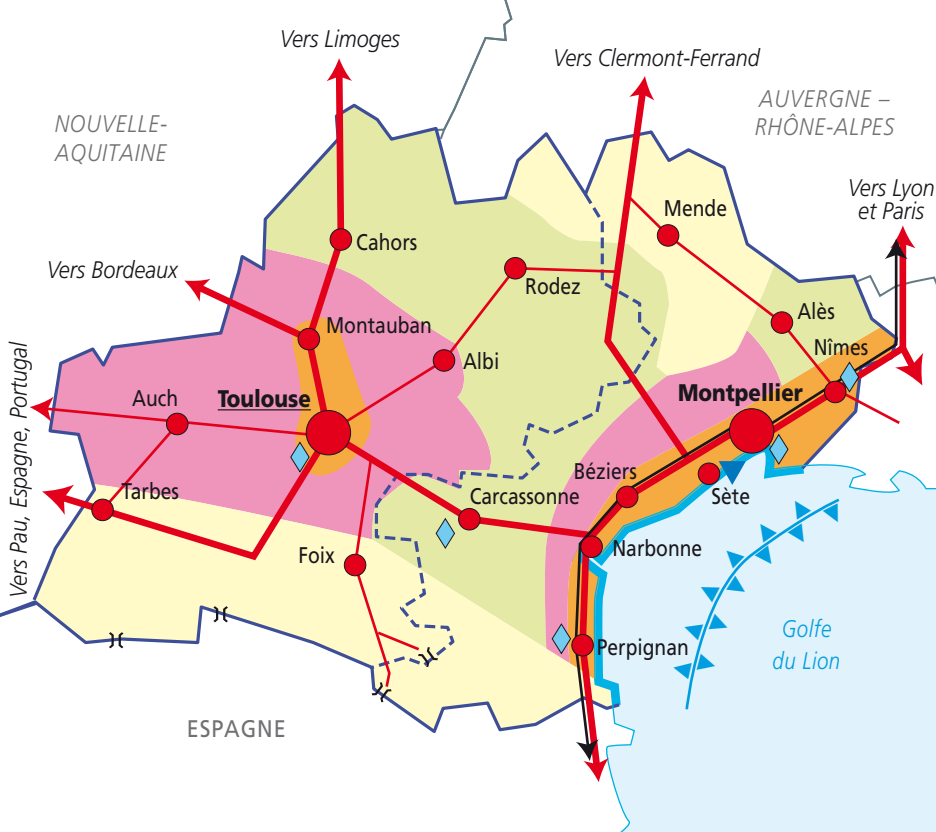 Vers Limoges
Vers Clermont-Ferrand
NOUVELLE-
AQUITAINE
AUVERGNE –
RHÔNE-ALPES
Vers Lyon
et Paris
Mende
Cahors
Vers Bordeaux
Rodez
Montauban
Alès
Nîmes
Albi
Vers Pau, Espagne, Portugal
Auch
Toulouse
Montpellier
Béziers
Tarbes
Carcassonne
Sète
Foix
Narbonne
Perpignan
Golfe
du Lion
ESPAGNE